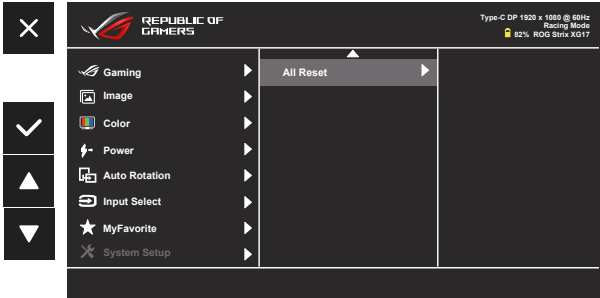 REPUBLIC OF
GAMERS
Type-C DP 1920 x 1080 @ 60Hz
Racing Mode
82% ROG Strix XG17
Gaming
All Reset
Image
Color
Power
Auto Rotation
Input Select
MyFavorite
System Setup